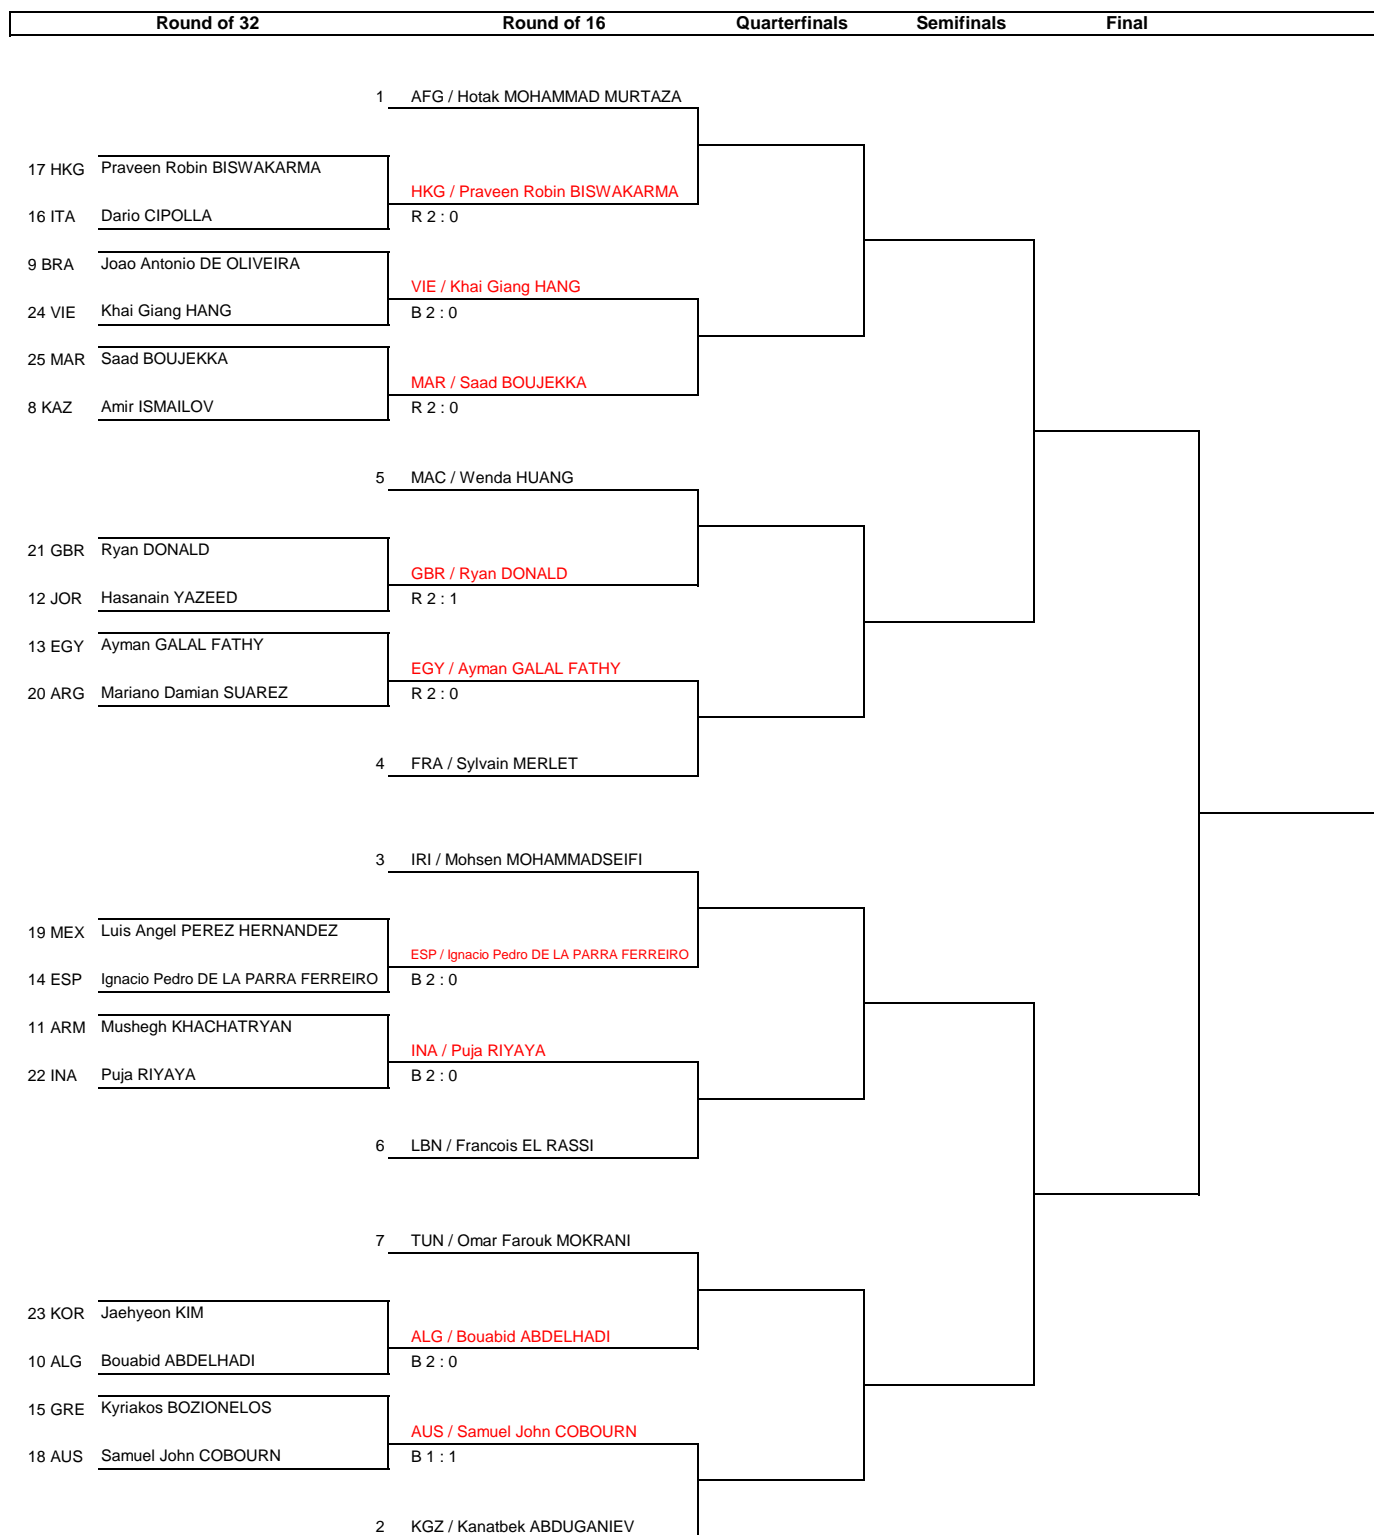 Round of 32 Round of 16 Quarterfinals Semifinals Final
1 AFG / Hotak MOHAMMAD MURTAZA
17 HKG Praveen Robin BISWAKARMA
HKG / Praveen Robin BISWAKARMA
16 ITA Dario CIPOLLA R 2 : 0
9 BRA Joao Antonio DE OLIVEIRA
VIE / Khai Giang HANG
24 VIE Khai Giang HANG B 2 : 0
25 MAR Saad BOUJEKKA
MAR / Saad BOUJEKKA
8 KAZ Amir ISMAILOV R 2 : 0
5 MAC / Wenda HUANG
21 GBR Ryan DONALD
GBR / Ryan DONALD
12 JOR Hasanain YAZEED R 2 : 1
13 EGY Ayman GALAL FATHY
EGY / Ayman GALAL FATHY
20 ARG Mariano Damian SUAREZ R 2 : 0
4 FRA / Sylvain MERLET
3 IRI / Mohsen MOHAMMADSEIFI
19 MEX Luis Angel PEREZ HERNANDEZ
ESP / Ignacio Pedro DE LA PARRA FERREIRO
14 ESP Ignacio Pedro DE LA PARRA FERREIRO B 2 : 0
11 ARM Mushegh KHACHATRYAN
INA / Puja RIYAYA
22 INA Puja RIYAYA B 2 : 0
6 LBN / Francois EL RASSI
7 TUN / Omar Farouk MOKRANI
23 KOR Jaehyeon KIM
ALG / Bouabid ABDELHADI
10 ALG Bouabid ABDELHADI B 2 : 0
15 GRE Kyriakos BOZIONELOS
AUS / Samuel John COBOURN
18 AUS Samuel John COBOURN B 1 : 1
2 KGZ / Kanatbek ABDUGANIEV